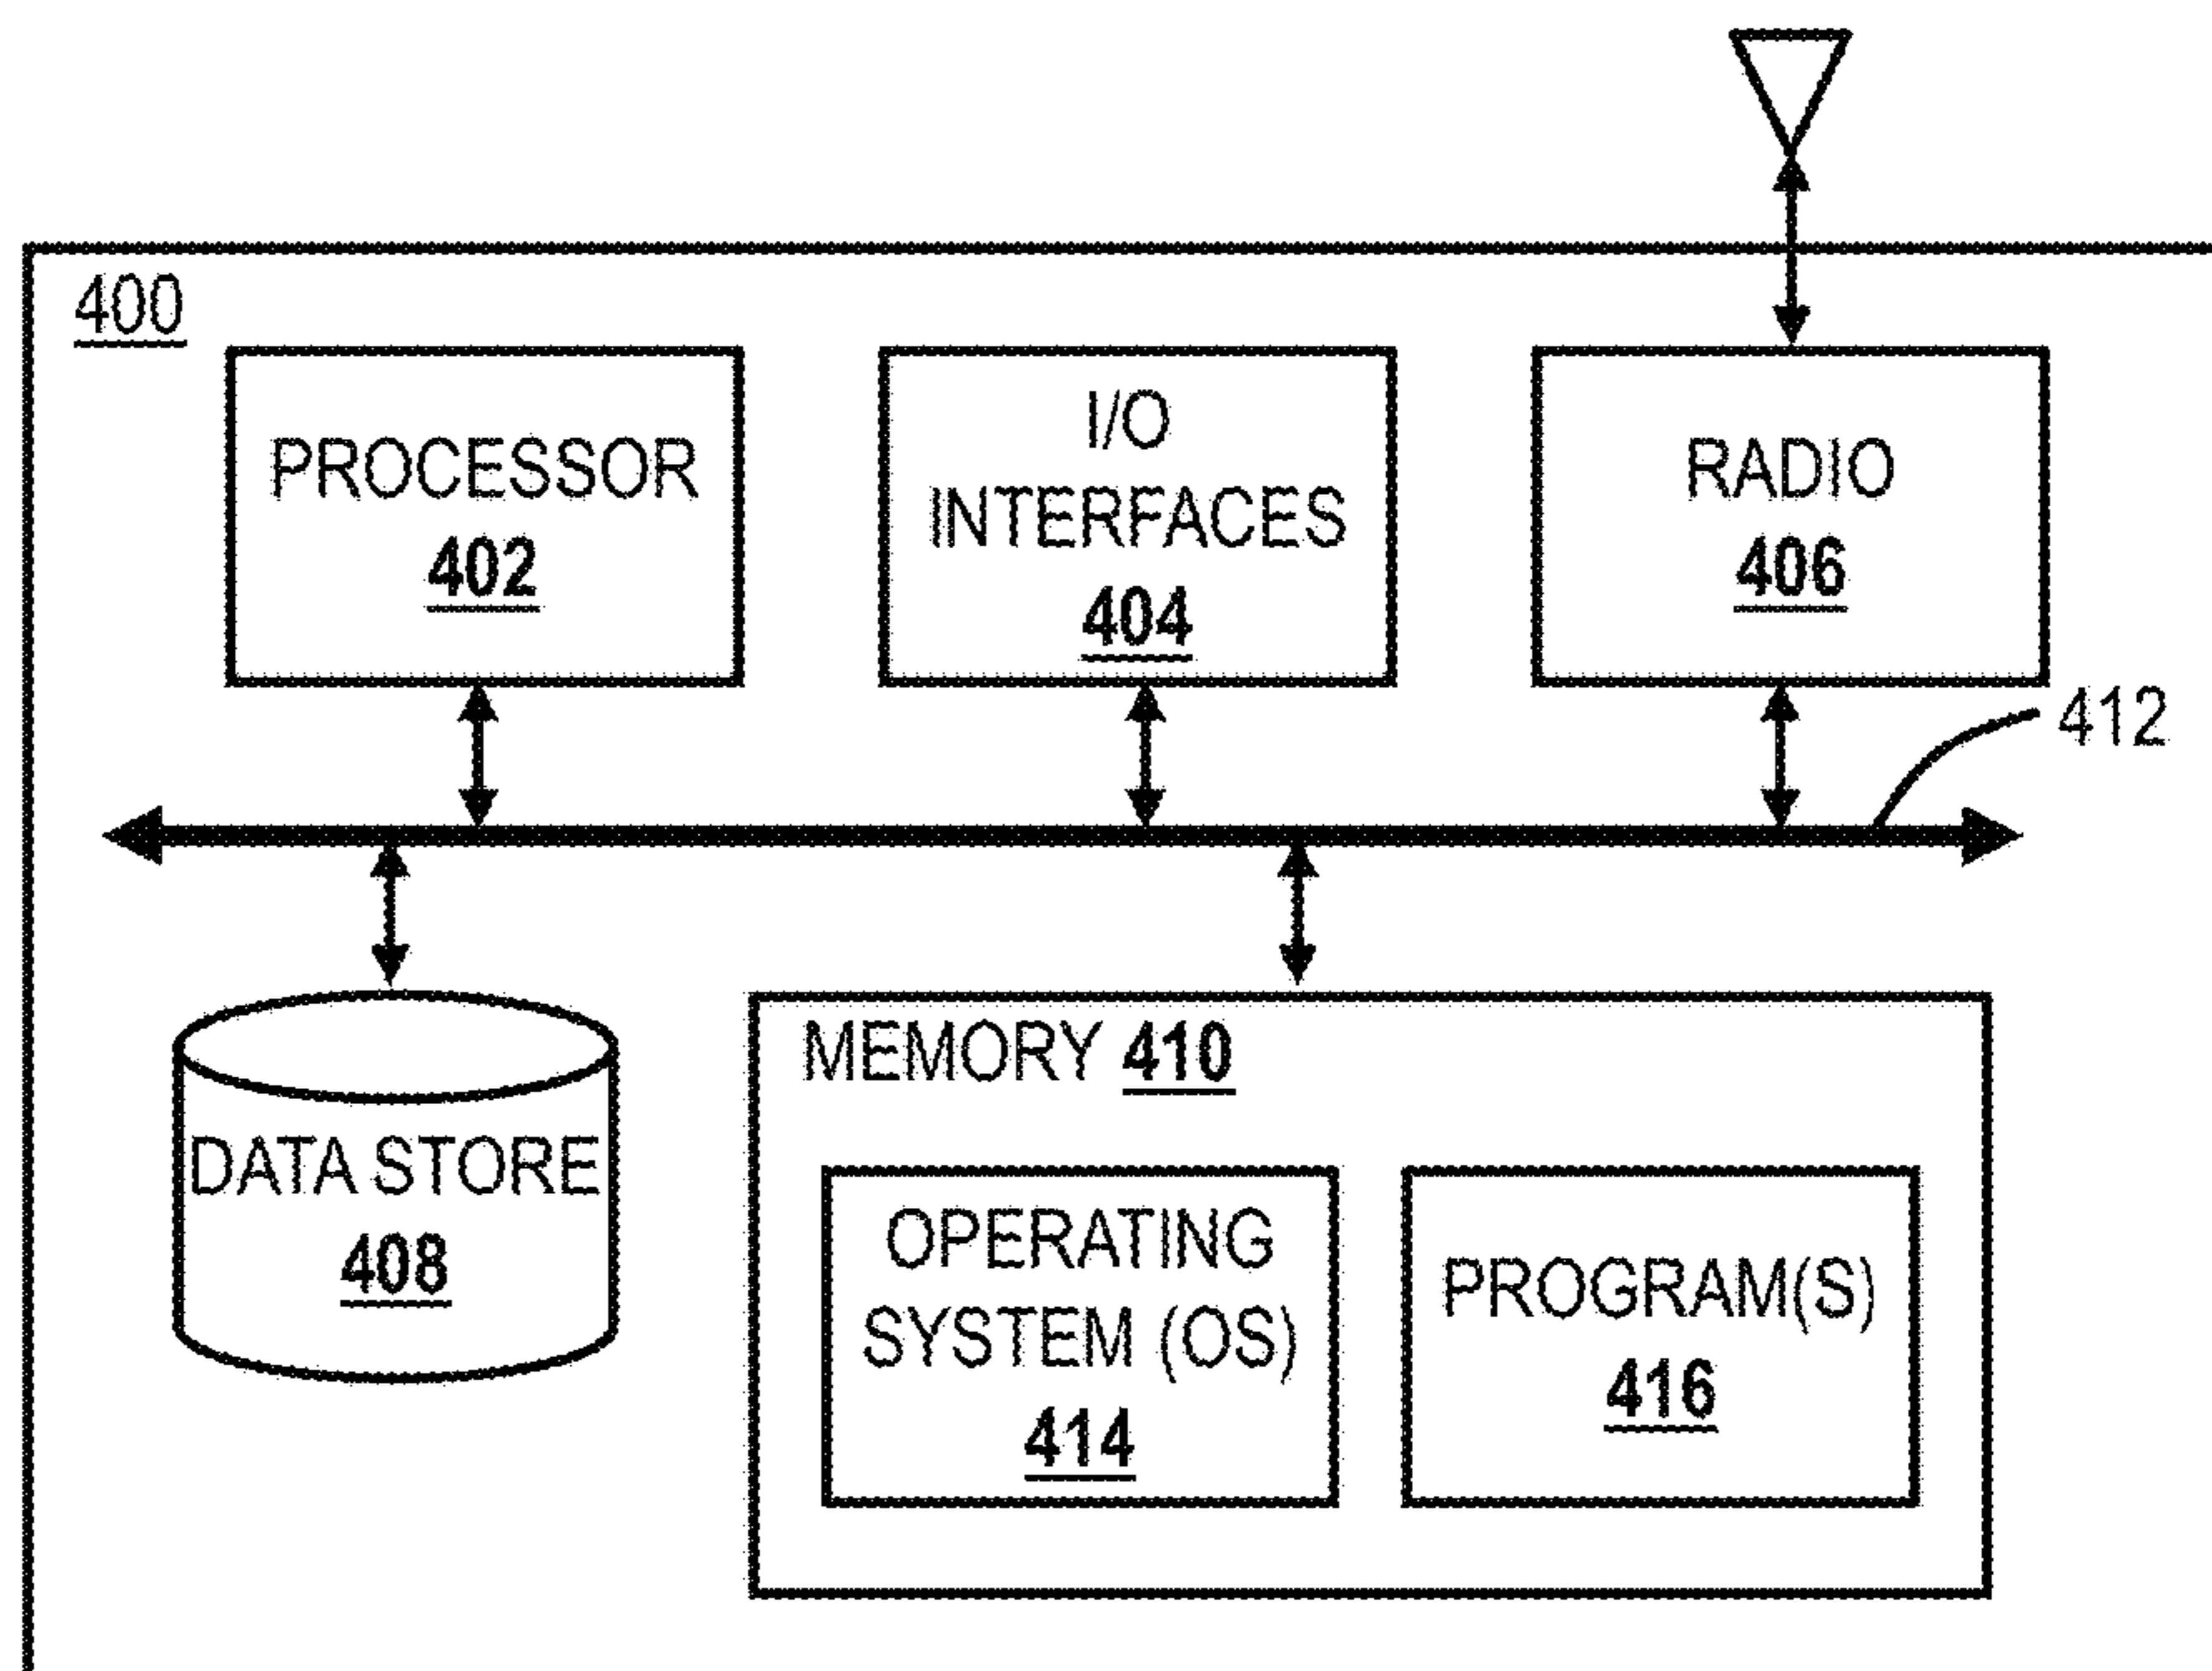 400
PROCESSOR
402
I/O
INTERFACES
404
RADIO
406
412
DATA STORE
408
MEMORY 410
OPERATING
SYSTEM (OS)
414
PROGRAM(S)
416